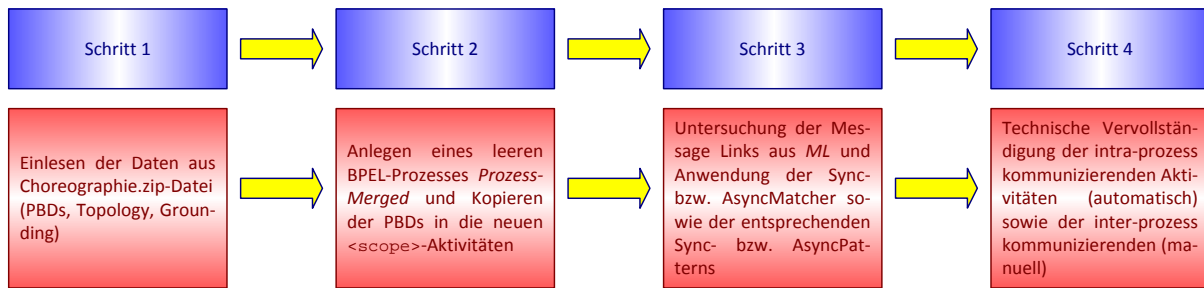 Schritt 1
Schritt 2
Schritt 3
Schritt 4
Einlesen der Daten aus
Choreographie.zip-Datei
(PBDs, Topology, Groun-
ding)
Anlegen eines leeren
BPEL-Prozesses Prozess-
Merged und Kopieren
der PBDs in die neuen
<scope>-Aktivitäten
Untersuchung der Mes-
sage Links aus ML und
Anwendung der Sync-
bzw. AsyncMatcher so-
wie der entsprechenden
Sync- bzw. AsyncPat-
terns
Technische Vervollstän-
digung der intra-prozess
kommunizierenden Akti-
vitäten (automatisch)
sowie der inter-prozess
kommunizierenden (ma-
nuell)